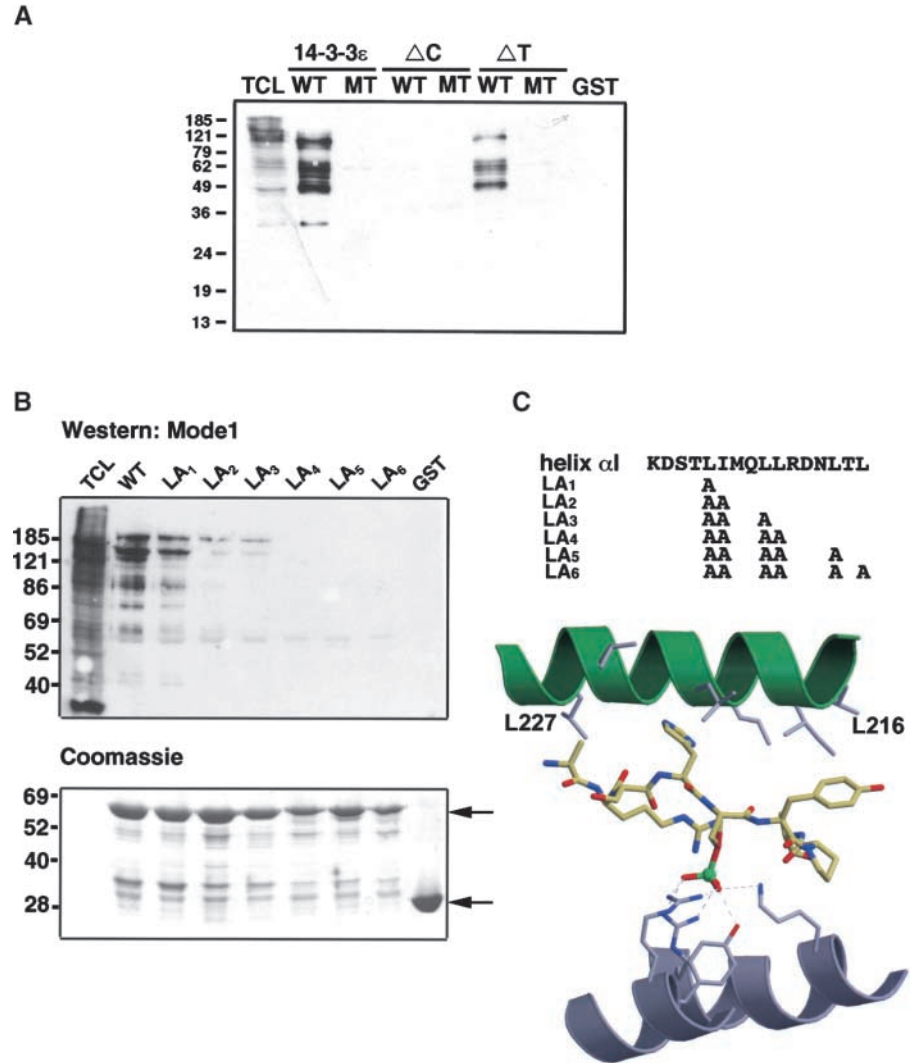 A
14-3-3ε △C △T
TCL WT MT WT MT WT MT GST
185
121
79
62
49
36
24
19
13
B
Western: Mode1
TCL WT LA1 LA2 LA3 LA4 LA5 LA6 GST
185
121
86
69
52
40
Coomassie
69
52
40
28
C
helix αI KDSTLIMQLLRDNLTL
LA1 A
LA2 AA
LA3 AA A
LA4 AA AA
LA5 AA AA A
LA6 AA AA A A
L227 L216